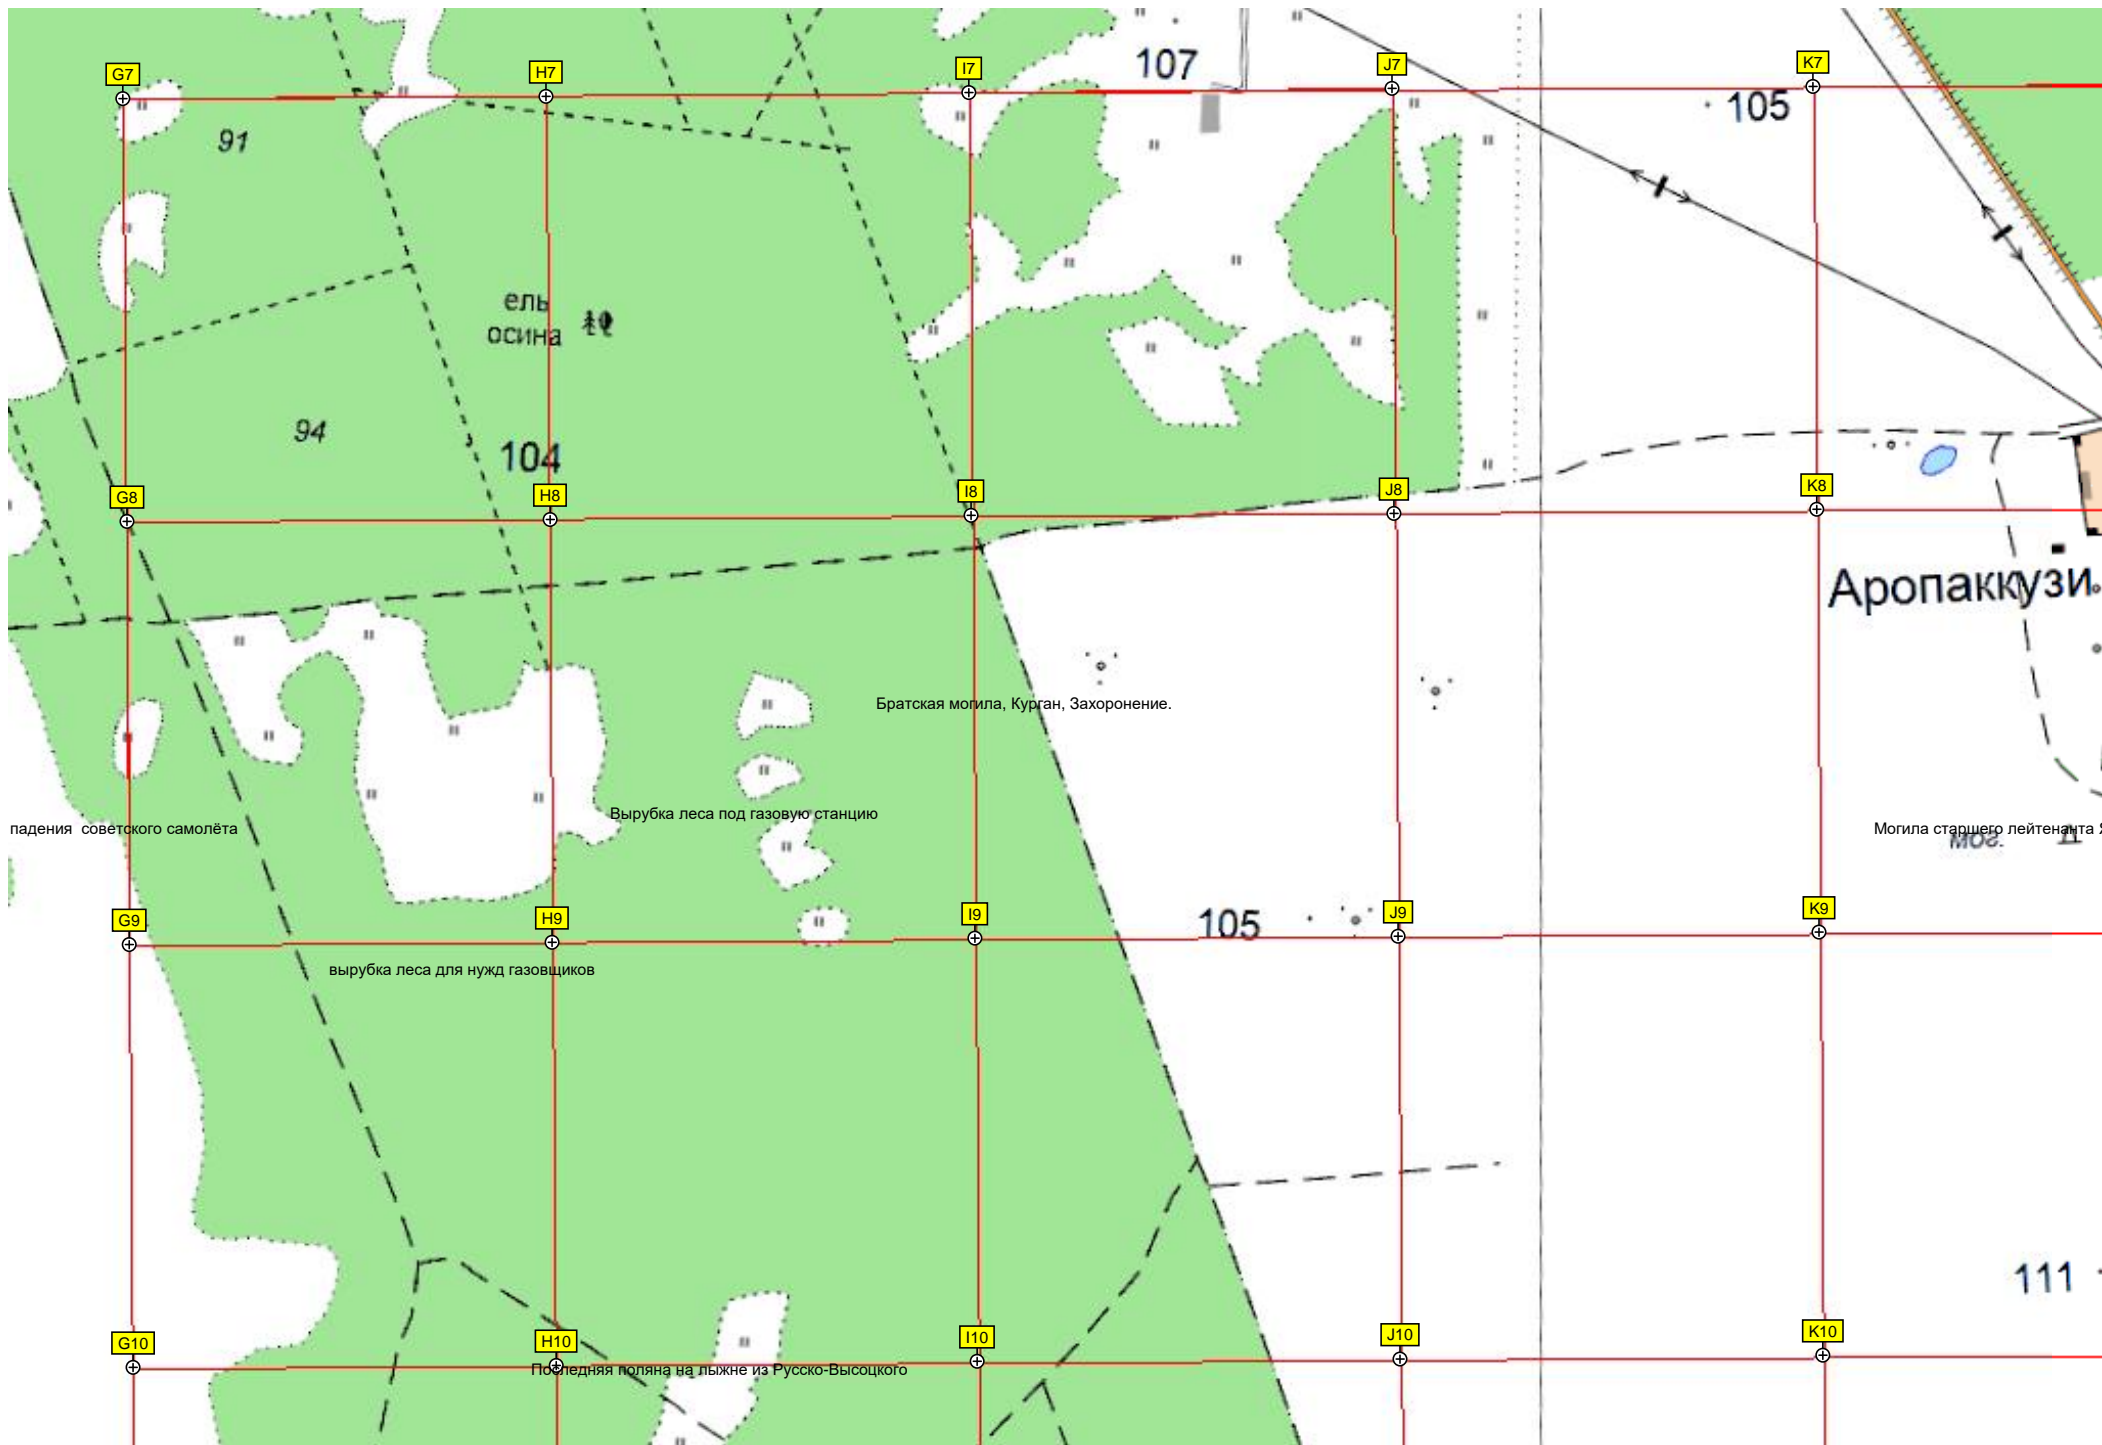 107
G7
H7
I7
J7
K7
105
91
ель
осина
94
104
G8
H8
I8
J8
K8
Аропаккузи
Братская могила, Курган, Захоронение.
Вырубка леса под газовую станцию
падения советского самолёта
Могила старшего лейтенанта
мог.
G9
H9
I9
105
J9
K9
вырубка леса для нужд газовщиков
111
G10
H10
I10
J10
K10
Последняя поляна на лыжне из Русско-Высоцкого